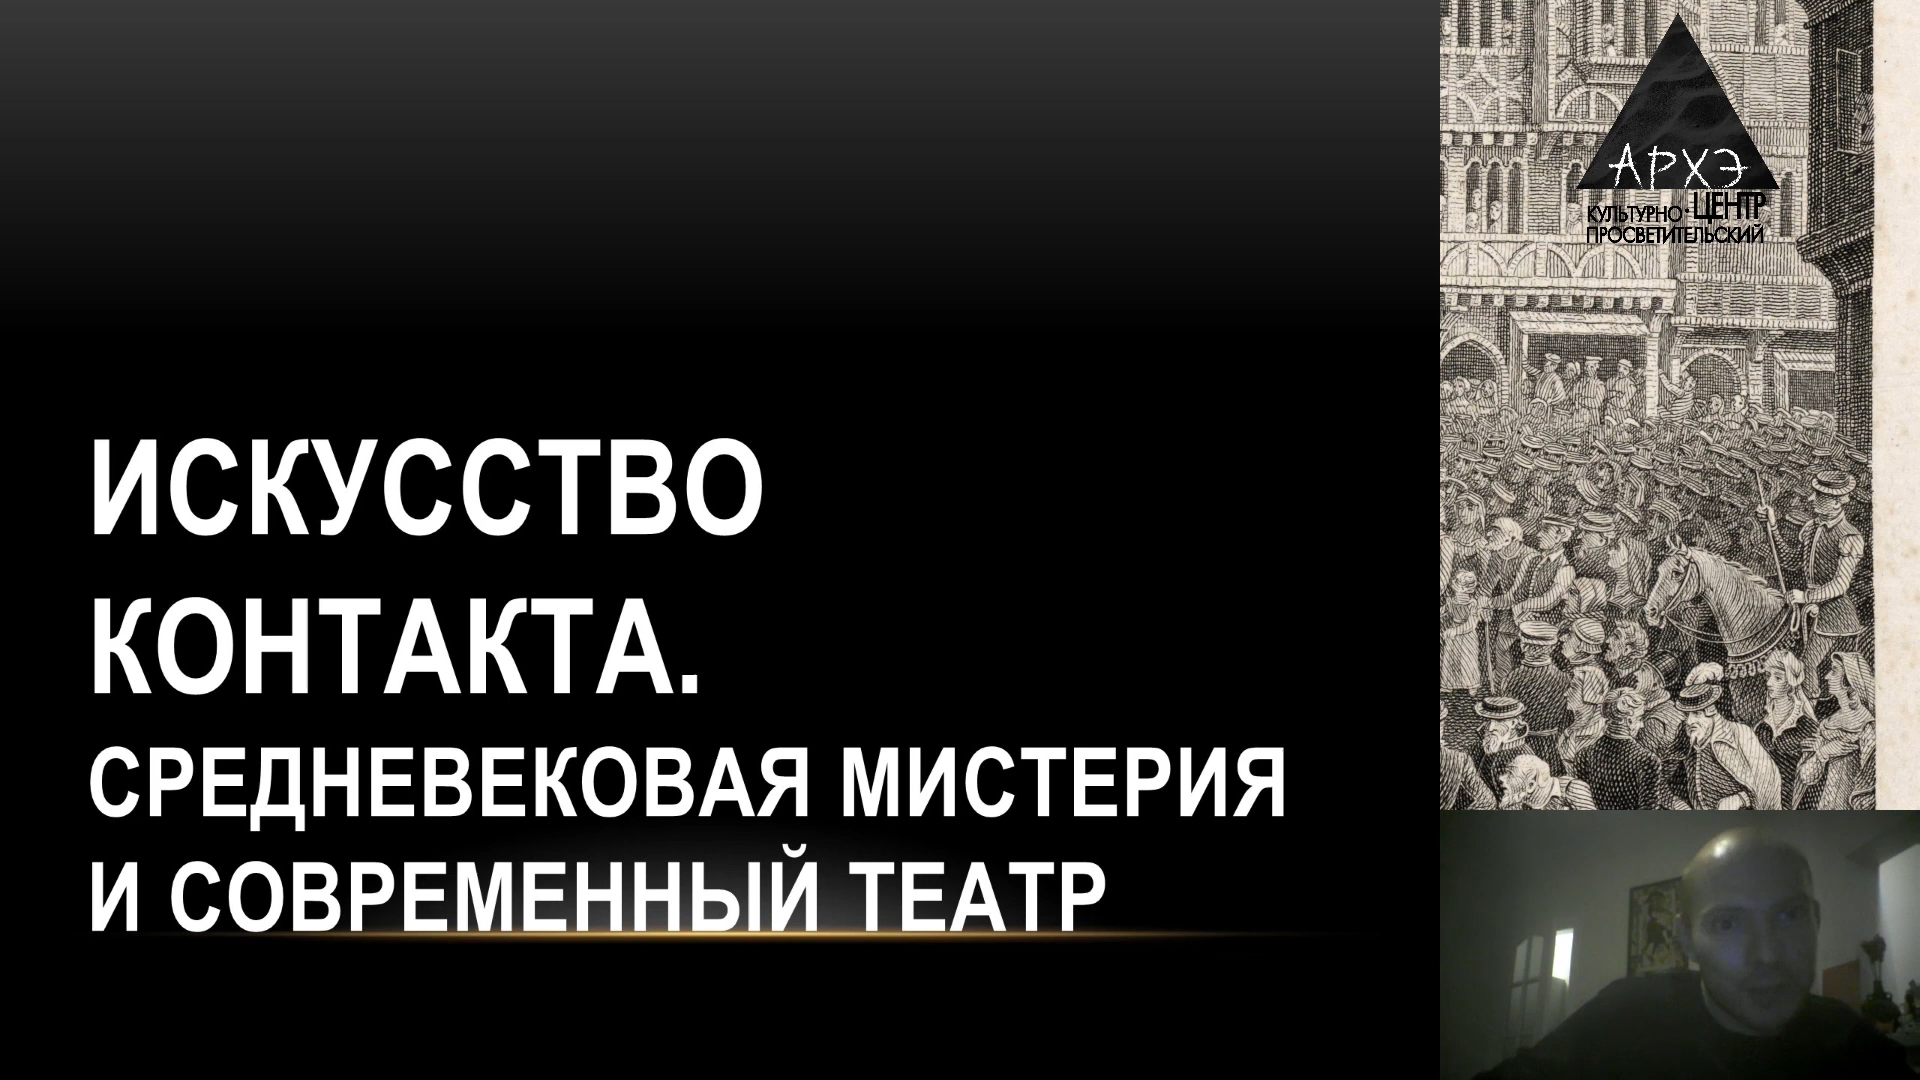 ИСКУССТВО
КОНТАКТА.
СРЕДНЕВЕКОВАЯ МИСТЕРИЯ
И СОВРЕМЕННЫЙ ТЕАТР
АРХЭ
КУЛЬТУРНО-ЦЕНТР
ПРОСВЕТИТЕЛЬСКИЙ